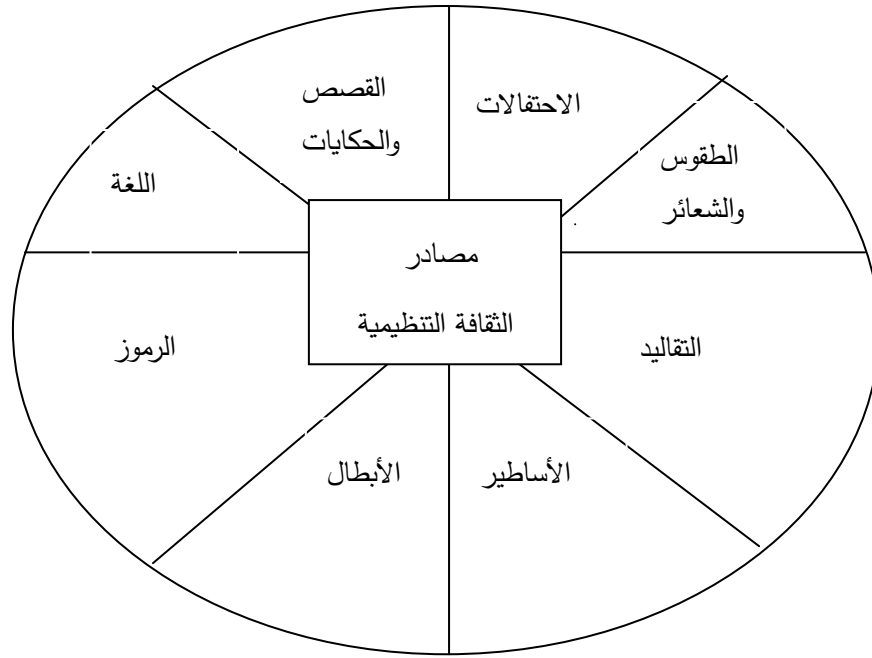 الاحتفالات
القصص
والحكايات
الطقوس
والشعائر
اللغة
مصادر
الثقافة التنظيمية
التقاليد
الرموز
الأساطير
الأبطال